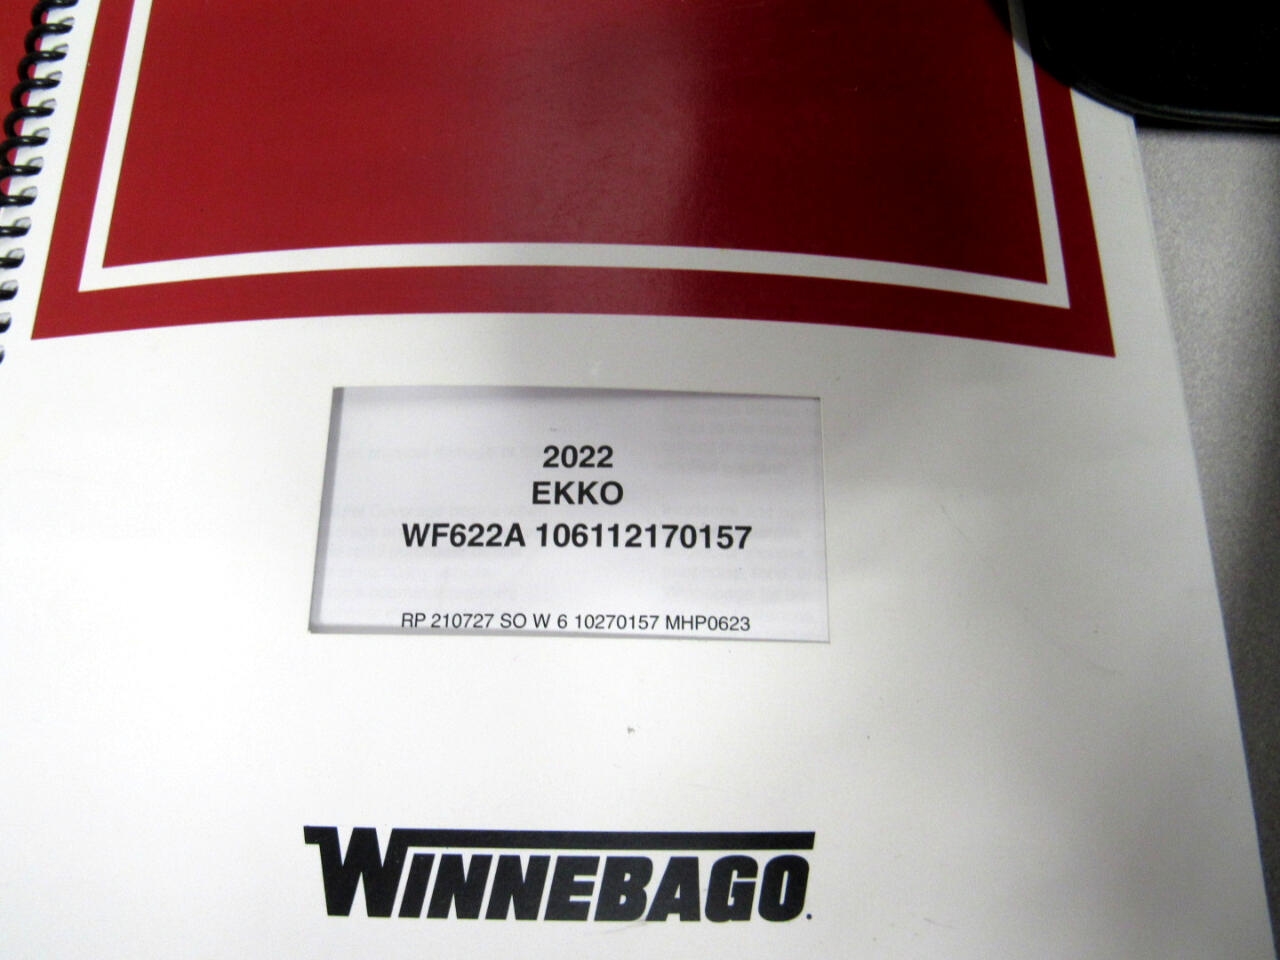 2022
EKKO
WF622A 106112170157
RP 210727 SO W 6 10270157 MHP0623
WINNEBAGO.